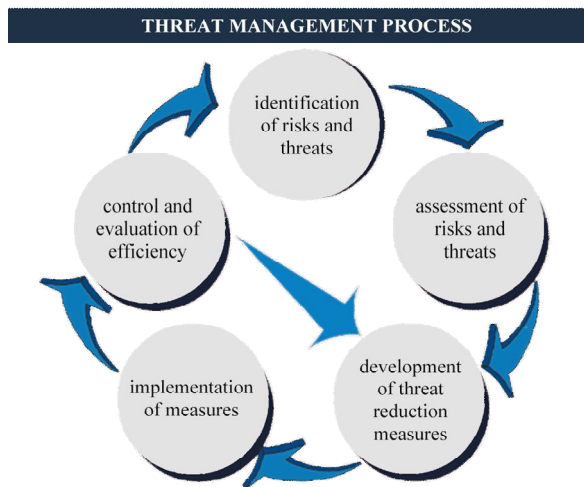 THREAT MANAGEMENT PROCESS
identification
of risks and
threats
assessment of
risks and
threats
development
of threat
reduction
measures
implementation
of measures
control and
evaluation of
efficiency